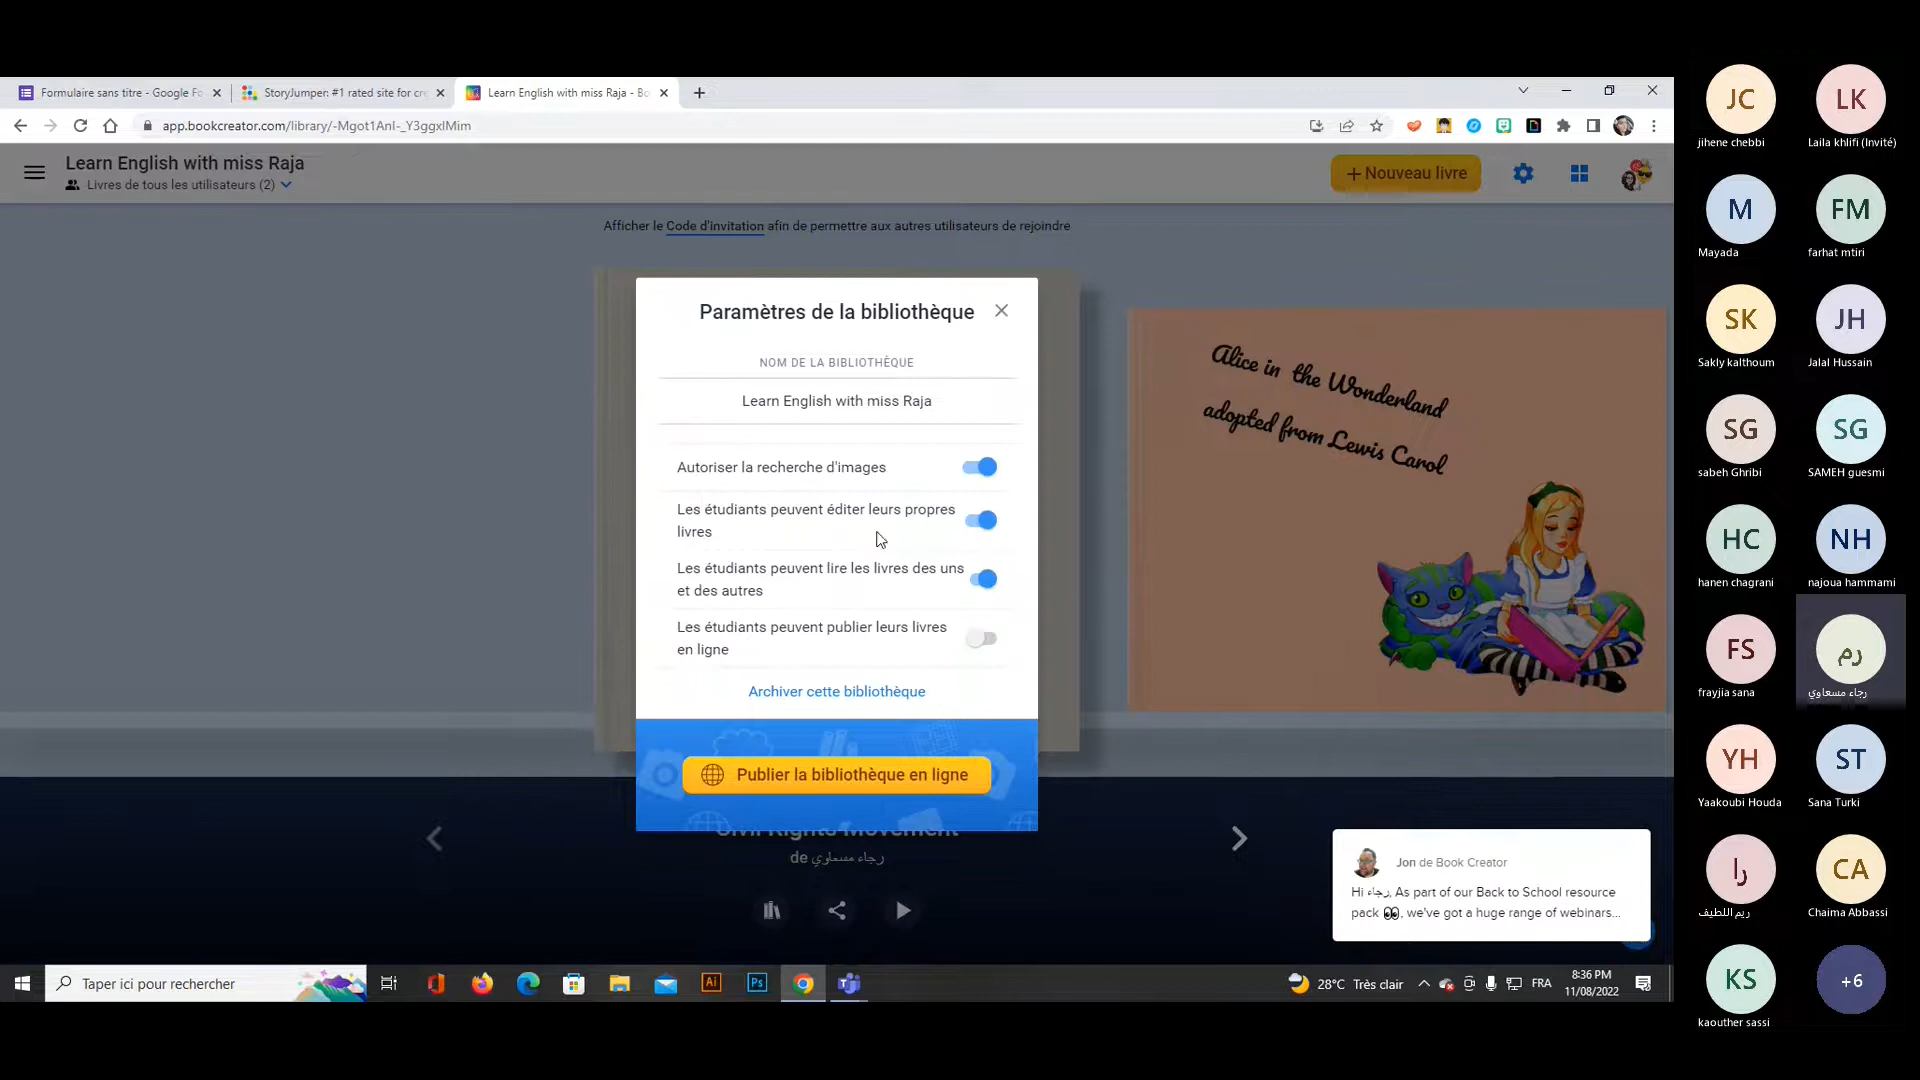 Formulaire sans titre - Google Fo
StoryJumper: #1 rated site for cre
Learn English with miss Raja - Bo
app.bookcreator.com/library/-Mgot1AnI-_Y3ggxlMim
Learn English with miss Raja
Livres de tous les utilisateurs (2)
+ Nouveau livre
Afficher le Code d'invitation afin de permettre aux autres utilisateurs de rejoindre
Paramètres de la bibliothèque
NOM DE LA BIBLIOTHÈQUE
Learn English with miss Raja
Autoriser la recherche d'images
Les étudiants peuvent éditer leurs propres
livres
Les étudiants peuvent lire les livres des uns
et des autres
Les étudiants peuvent publier leurs livres
en ligne
Archiver cette bibliothèque
Publier la bibliothèque en ligne
Alice in the Wonderland
adopted from Lewis Carol
Civil Rights Movement
de رجاء مسعاوي
Jon de Book Creator
Hi رجاء, As part of our Back to School resource
pack 👀, we've got a huge range of webinars...
Taper ici pour rechercher
Ai
Ps
28°C Très clair
FRA
8:36 PM
11/08/2022
JC
jihene chebbi
LK
Laila khlifi (Invité)
M
Mayada
FM
farhat mtiri
SK
Sakly kalthoum
JH
Jalal Hussain
SG
sabeh Ghribi
SG
SAMEH guesmi
HC
hanen chagrani
NH
najoua hammami
FS
frayjia sana
رم
رجاء مسعاوي
YH
Yaakoubi Houda
ST
Sana Turki
را
ريم اللطيف
CA
Chaima Abbassi
KS
kaouther sassi
+6